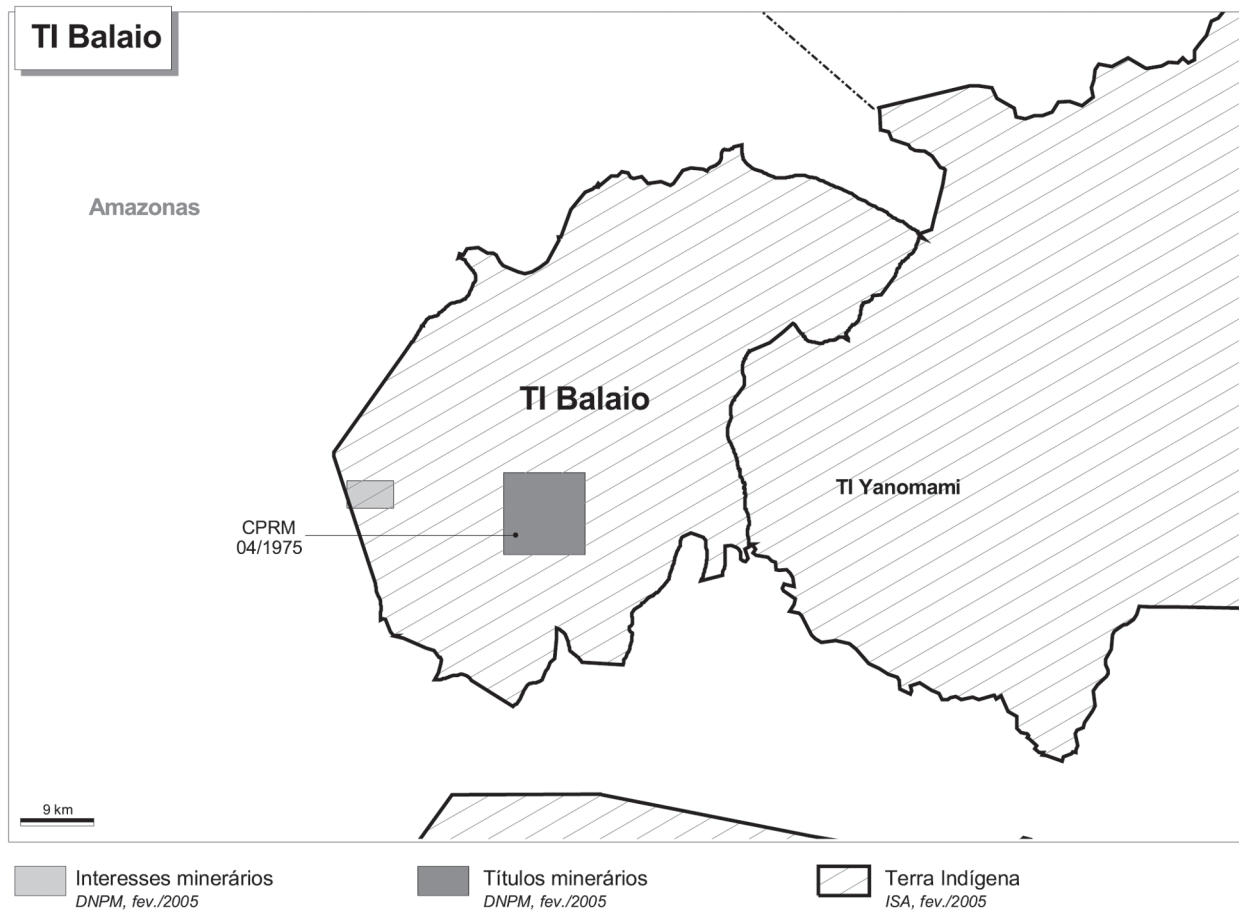 TI Balaio
Amazonas
TI Balaio
TI Yanomami
CPRM
04/1975
9 km
Interesses minerários
DNPM, fev./2005
Títulos minerários
DNPM, fev./2005
Terra Indígena
ISA, fev./2005